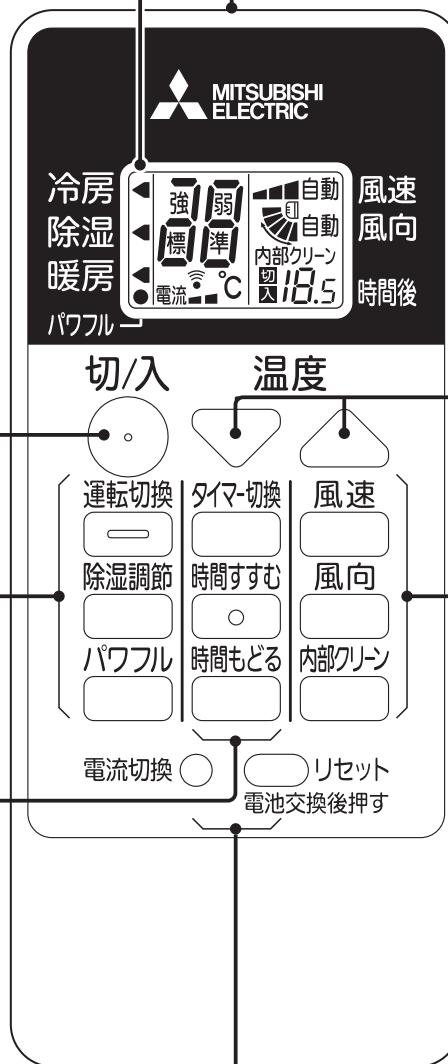 MITSUBISHI
ELECTRIC
冷房
除湿
暖房
パワフル
強 弱
標 準
88
電流 ℃
自動 風速
自動 風向
内部クリーン
切
入 18.5 時間後
切/入 温度
運転切換 タイマー切換 風速
除湿調節 時間すすむ 風向
パワフル 時間もどる 内部クリーン
電流切換 リセット
電池交換後押す